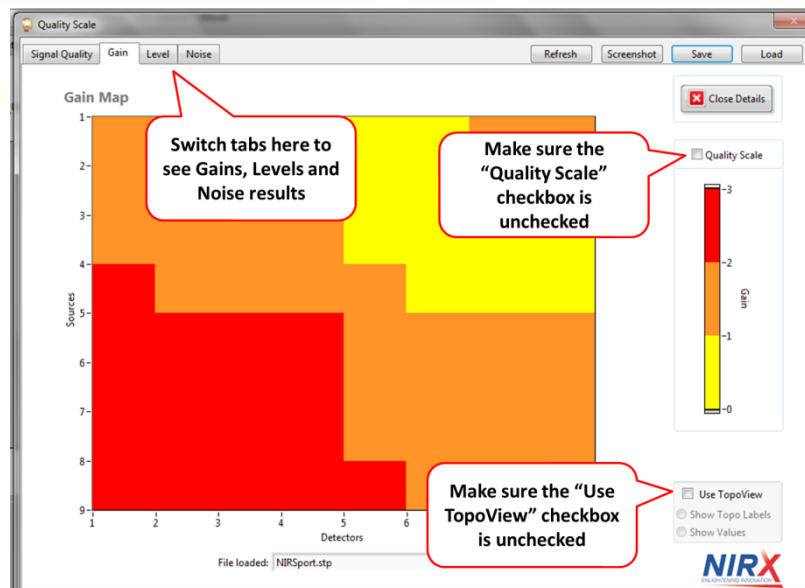 Quality Scale
Signal Quality Gain Level Noise Refresh Screenshot Save Load
Gain Map
Close Details
Switch tabs here to
see Gains, Levels and
Noise results
Make sure the
“Quality Scale”
checkbox is
unchecked
Quality Scale
3
2
1
0
Gain
1
2
3
4
5
6
7
8
9
Sources
1 2 3 4 5 6
Detectors
Make sure the “Use
TopoView” checkbox
is unchecked
Use TopoView
Show Topo Labels
Show Values
File loaded: NIRSport.stp
NIRX
ENLIGHTENING INNOVATION